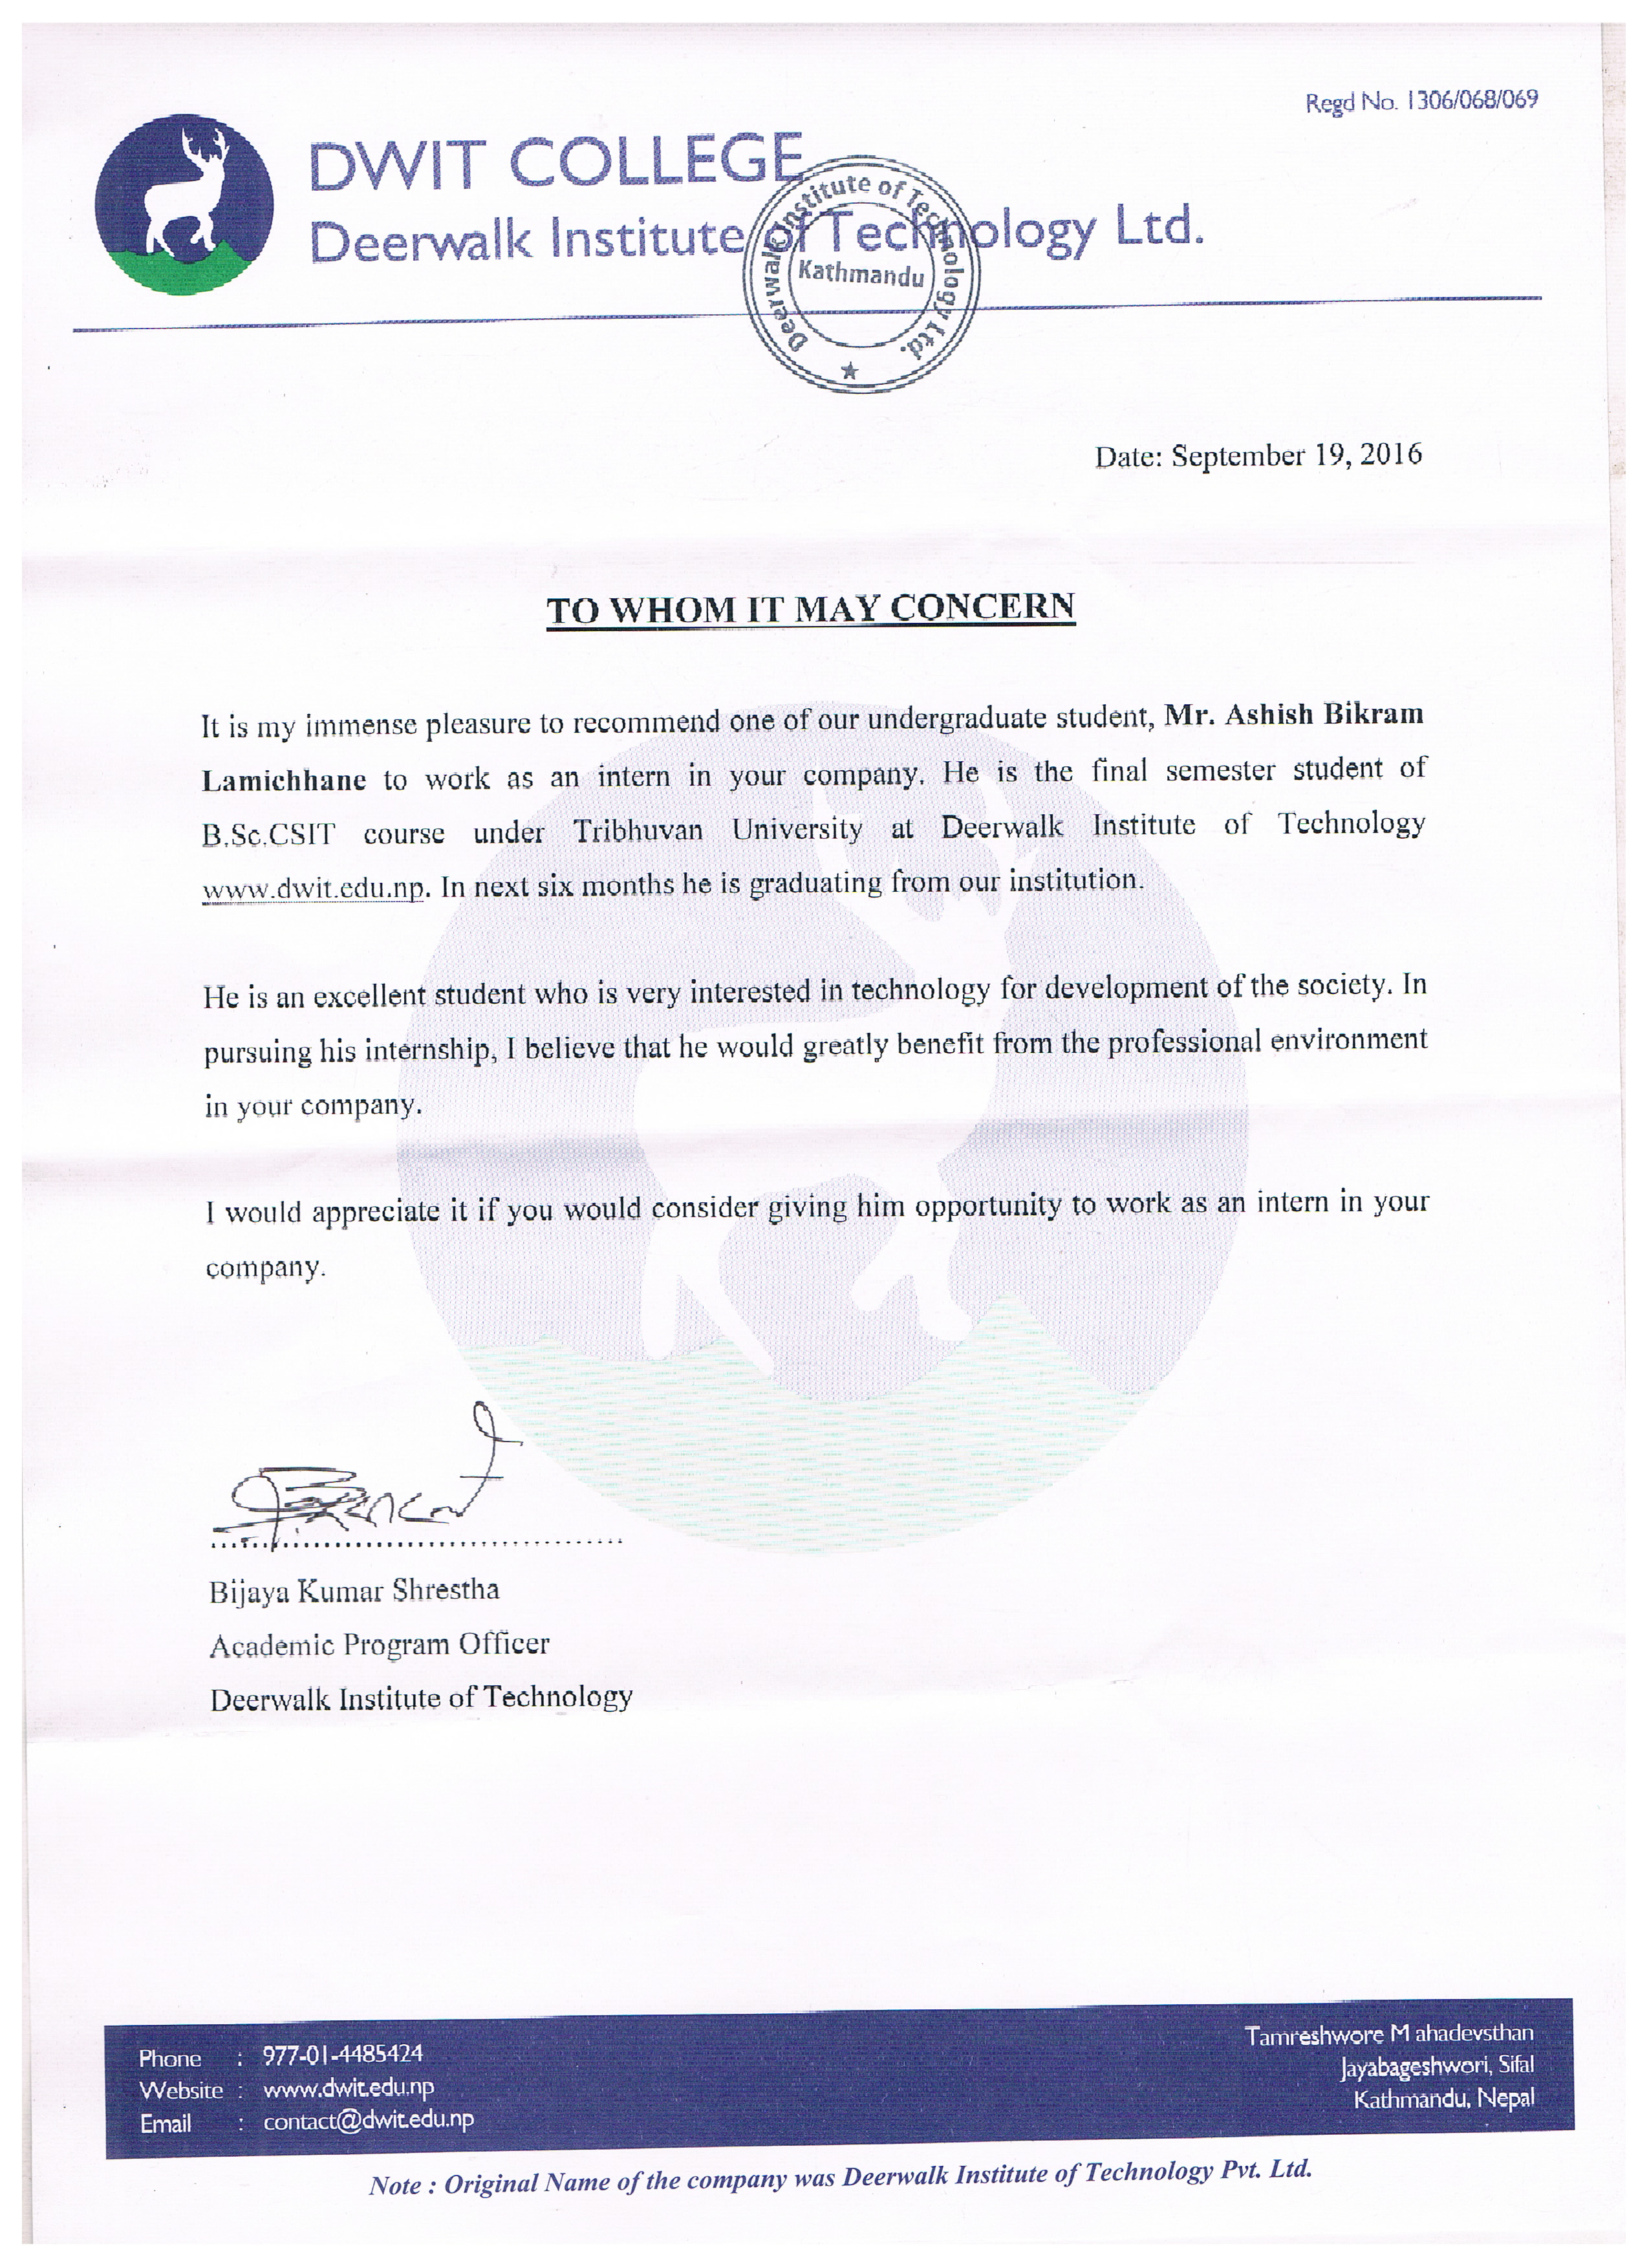 Regd No. 1306/068/069
DWIT COLLEGE
Deerwalk Institute of Technology Ltd.
Deerwalk Institute of Technology Ltd.
Kathmandu
Date: September 19, 2016
TO WHOM IT MAY CONCERN
It is my immense pleasure to recommend one of our undergraduate student, Mr. Ashish Bikram
Lamichhane to work as an intern in your company. He is the final semester student of
B.Sc.CSIT course under Tribhuvan University at Deerwalk Institute of Technology
www.dwit.edu.np. In next six months he is graduating from our institution.
He is an excellent student who is very interested in technology for development of the society. In
pursuing his internship, I believe that he would greatly benefit from the professional environment
in your company.
I would appreciate it if you would consider giving him opportunity to work as an intern in your
company.
Bijaya Kumar Shrestha
Academic Program Officer
Deerwalk Institute of Technology
Phone : 977-01-4485424
Website : www.dwit.edu.np
Email : contact@dwit.edu.np
Tamreshwore Mahadevsthan
Jayabageshwori, Sifal
Kathmandu, Nepal
Note : Original Name of the company was Deerwalk Institute of Technology Pvt. Ltd.